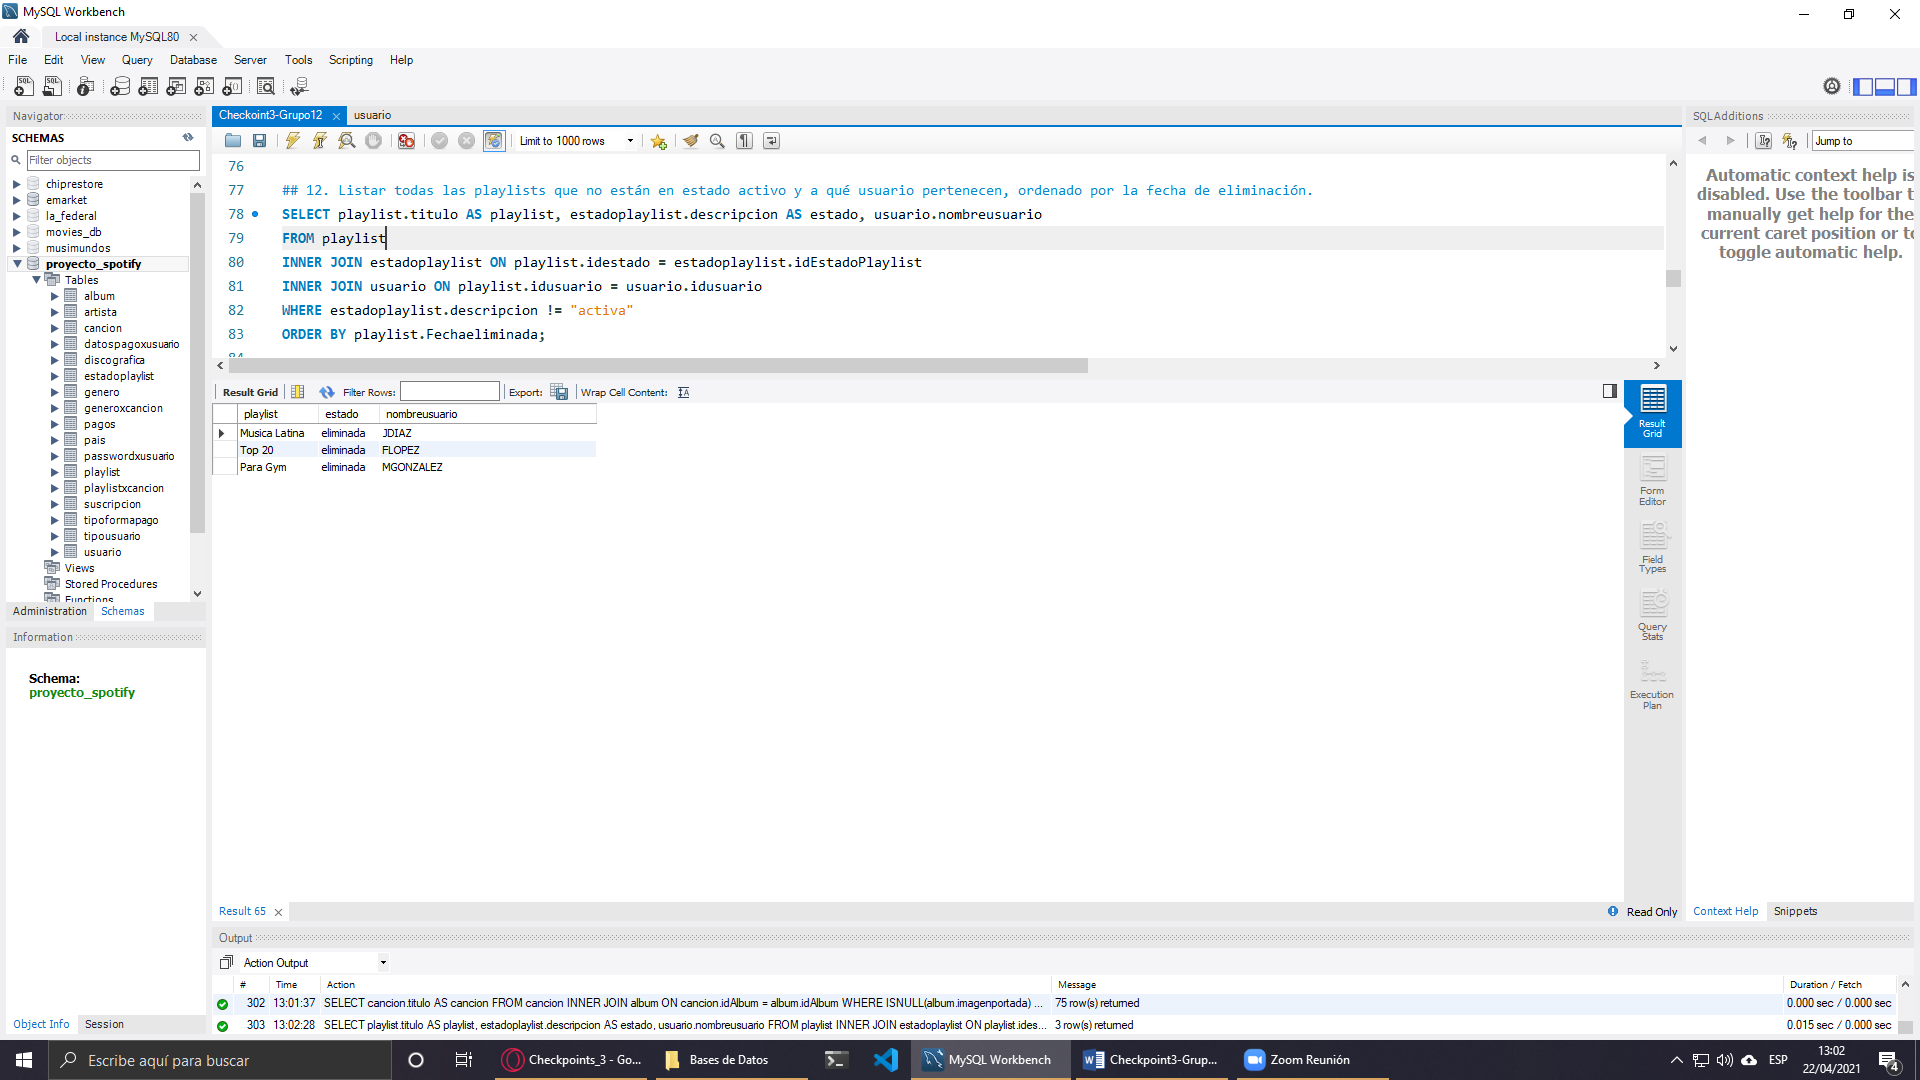 MySQL Workbench
Local instance MySQL80
File Edit View Query Database Server Tools Scripting Help
Navigator
SCHEMAS
Filter objects
chiprestore
emarket
la_federal
movies_db
musimundos
proyecto_spotify
Tables
album
artista
cancion
datospagoxusuario
discografica
estadoplaylist
genero
generoxcancion
pagos
pais
passwordxusuario
playlist
playlistxcancion
suscripcion
tipoformapago
tipousuario
usuario
Views
Stored Procedures
Functions
Administration Schemas
Information
Schema:
proyecto_spotify
Object Info Session
Checkoint3-Grupo12 usuario
Limit to 1000 rows
76
77 ## 12. Listar todas las playlists que no están en estado activo y a qué usuario pertenecen, ordenado por la fecha de eliminación.
78 SELECT playlist.titulo AS playlist, estadoplaylist.descripcion AS estado, usuario.nombreusuario
79 FROM playlist
80 INNER JOIN estadoplaylist ON playlist.idestado = estadoplaylist.idEstadoPlaylist
81 INNER JOIN usuario ON playlist.idusuario = usuario.idusuario
82 WHERE estadoplaylist.descripcion != "activa"
83 ORDER BY playlist.Fechaeliminada;
84
Result Grid Filter Rows: Export: Wrap Cell Content:
playlist estado nombreusuario
Musica Latina eliminada JDIAZ
Top 20 eliminada FLOPEZ
Para Gym eliminada MGONZALEZ
Result Grid
Form Editor
Field Types
Query Stats
Execution Plan
Result 65
Read Only
SQLAdditions
Jump to
Automatic context help is
disabled. Use the toolbar t
manually get help for the
current caret position or to
toggle automatic help.
Context Help Snippets
Output
Action Output
# Time Action Message Duration / Fetch
302 13:01:37 SELECT cancion.titulo AS cancion FROM cancion INNER JOIN album ON cancion.idAlbum = album.idAlbum WHERE ISNULL(album.imagenportada) ... 75 row(s) returned 0.000 sec / 0.000 sec
303 13:02:28 SELECT playlist.titulo AS playlist, estadoplaylist.descripcion AS estado, usuario.nombreusuario FROM playlist INNER JOIN estadoplaylist ON playlist.ides... 3 row(s) returned 0.015 sec / 0.000 sec
Escribe aquí para buscar
Checkpoints_3 - Go...
Bases de Datos
MySQL Workbench
Checkpoint3-Grup...
Zoom Reunión
ESP
13:02
22/04/2021
4